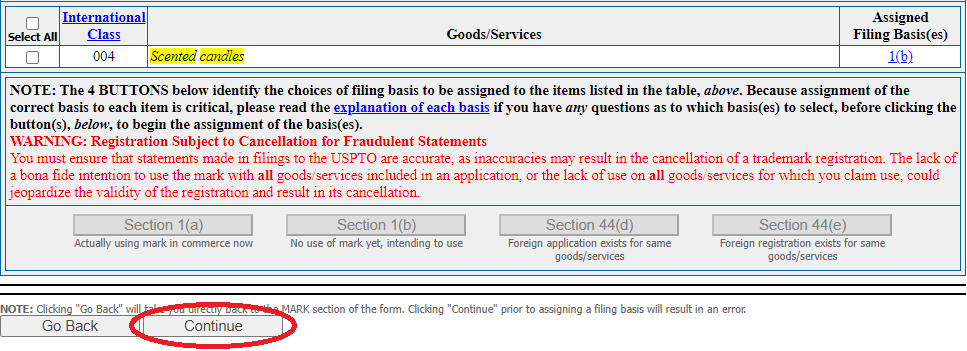 International Assigned
Select All Class Goods/Services Filing Basis(es)
004 Scented candles 1(b)
NOTE: The 4 BUTTONS below identify the choices of filing basis to be assigned to the items listed in the table, above. Because assignment of the
correct basis to each item is critical, please read the explanation of each basis if you have any questions as to which basis(es) to select, before clicking the
button(s), below, to begin the assignment of the basis(es).
WARNING: Registration Subject to Cancellation for Fraudulent Statements
You must ensure that statements made in filings to the USPTO are accurate, as inaccuracies may result in the cancellation of a trademark registration. The lack of
a bona fide intention to use the mark with all goods/services included in an application, or the lack of use on all goods/services for which you claim use, could
jeopardize the validity of the registration and result in its cancellation.
Section 1(a) Section 1(b) Section 44(d) Section 44(e)
Actually using mark in commerce now No use of mark yet, intending to use Foreign application exists for same Foreign registration exists for same
goods/services goods/services
NOTE: Clicking "Go Back" will take you directly back to the MARK section of the form. Clicking "Continue" prior to assigning a filing basis will result in an error.
Go Back Continue